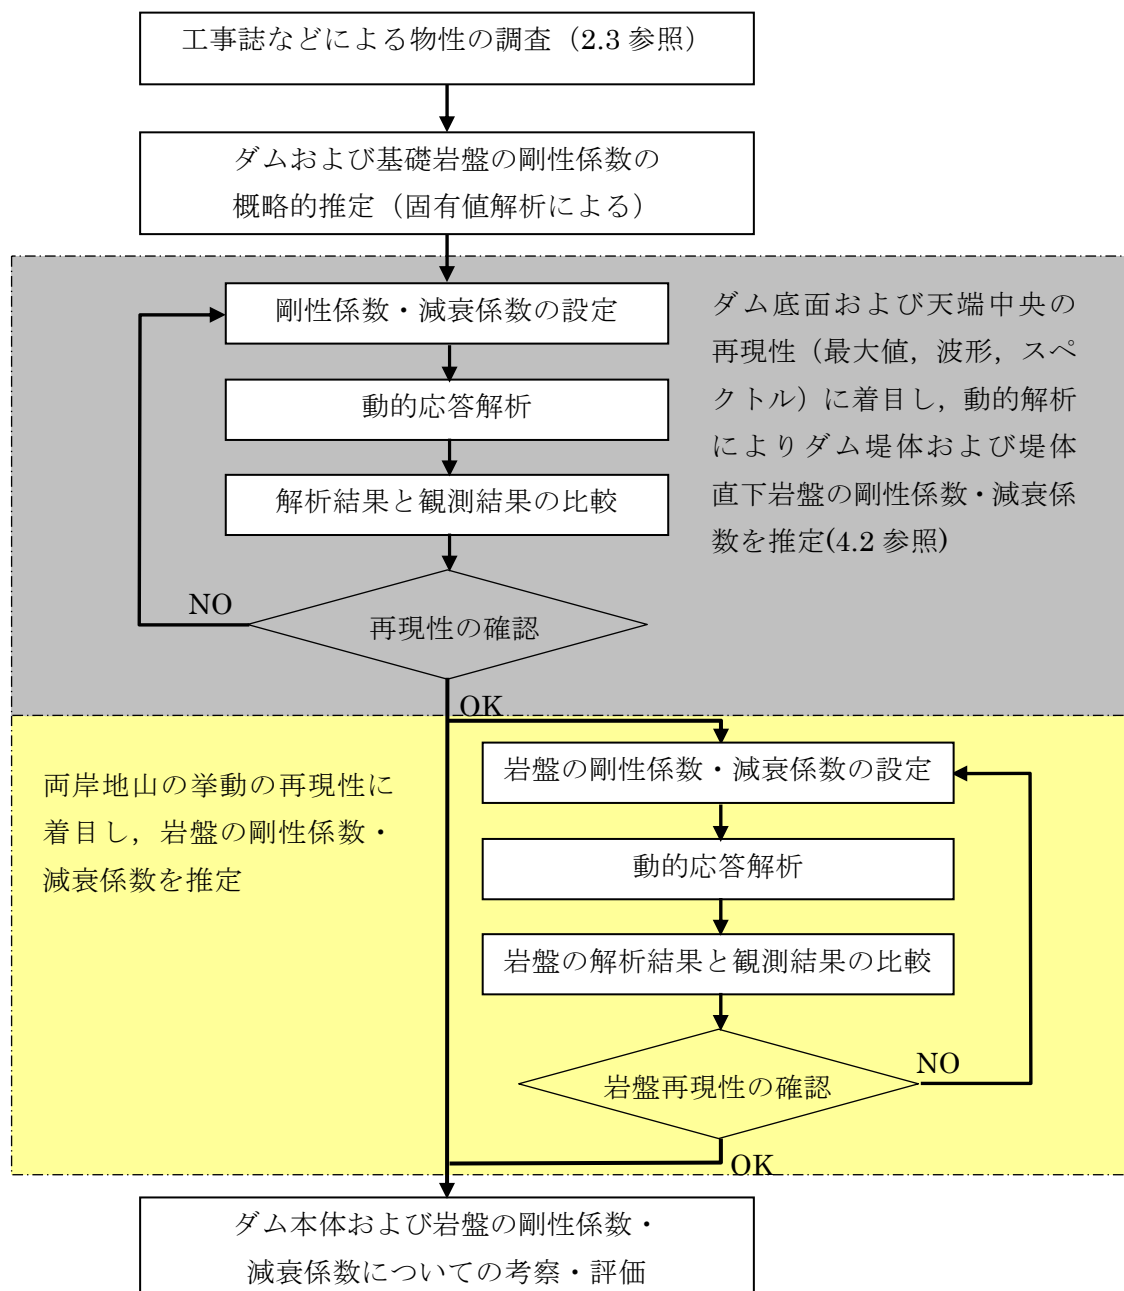 工事誌などによる物性の調査（2.3 参照）
ダムおよび基礎岩盤の剛性係数の
概略的推定（固有値解析による）
剛性係数・減衰係数の設定
動的応答解析
解析結果と観測結果の比較
再現性の確認
NO
OK
ダム底面および天端中央の
再現性（最大値，波形，スペ
クトル）に着目し，動的解析
によりダム堤体および堤体
直下岩盤の剛性係数・減衰係
数を推定(4.2 参照)
両岸地山の挙動の再現性に
着目し，岩盤の剛性係数・
減衰係数を推定
岩盤の剛性係数・減衰係数の設定
動的応答解析
岩盤の解析結果と観測結果の比較
岩盤再現性の確認
NO
OK
ダム本体および岩盤の剛性係数・
減衰係数についての考察・評価